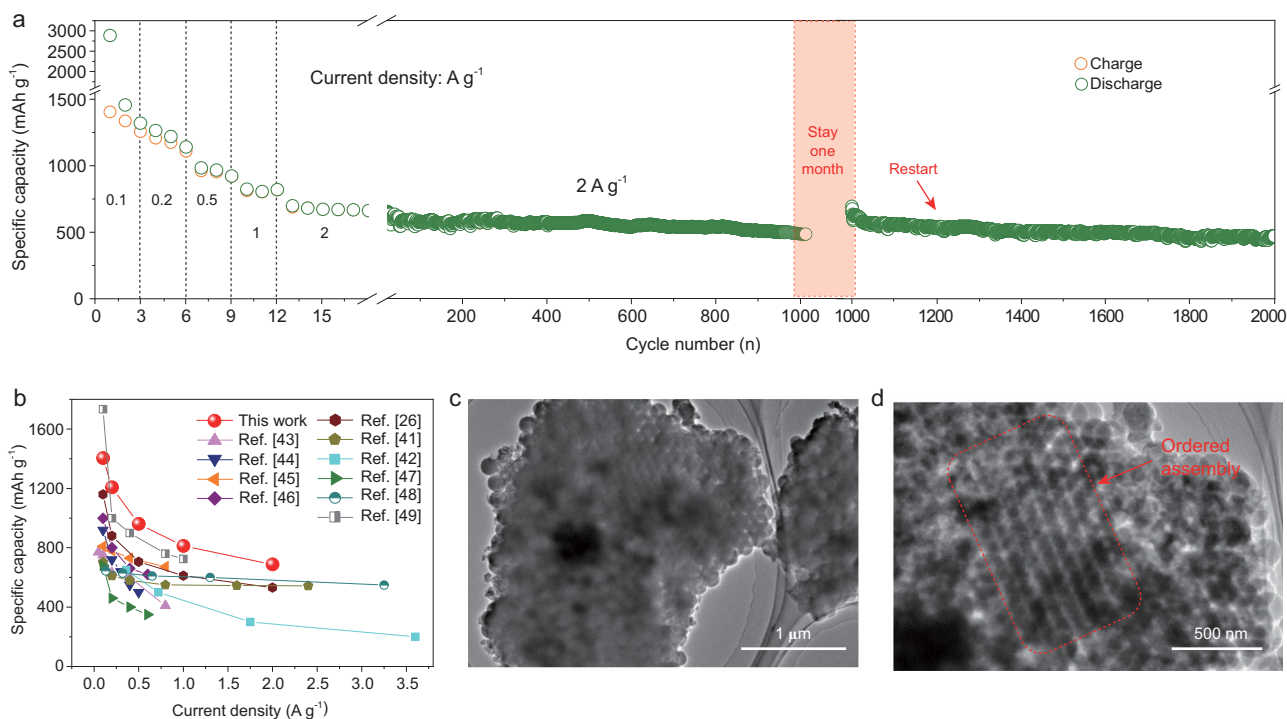 a
3000
2500
2000
1500
1000
500
0
Specific capacity (mAh g⁻¹)
Current density: A g⁻¹
Charge
Discharge
0.1
0.2
0.5
1
2
2 A g⁻¹
Stay
one
month
Restart
0 3 6 9 12 15 200 400 600 800 1000 1000 1200 1400 1600 1800 2000
Cycle number (n)
b
1600
1200
800
400
0
Specific capacity (mAh g⁻¹)
This work
Ref. [43]
Ref. [44]
Ref. [45]
Ref. [46]
Ref. [26]
Ref. [41]
Ref. [42]
Ref. [47]
Ref. [48]
Ref. [49]
0.0 0.5 1.0 1.5 2.0 2.5 3.0 3.5
Current density (A g⁻¹)
c
1 μm
d
Ordered
assembly
500 nm